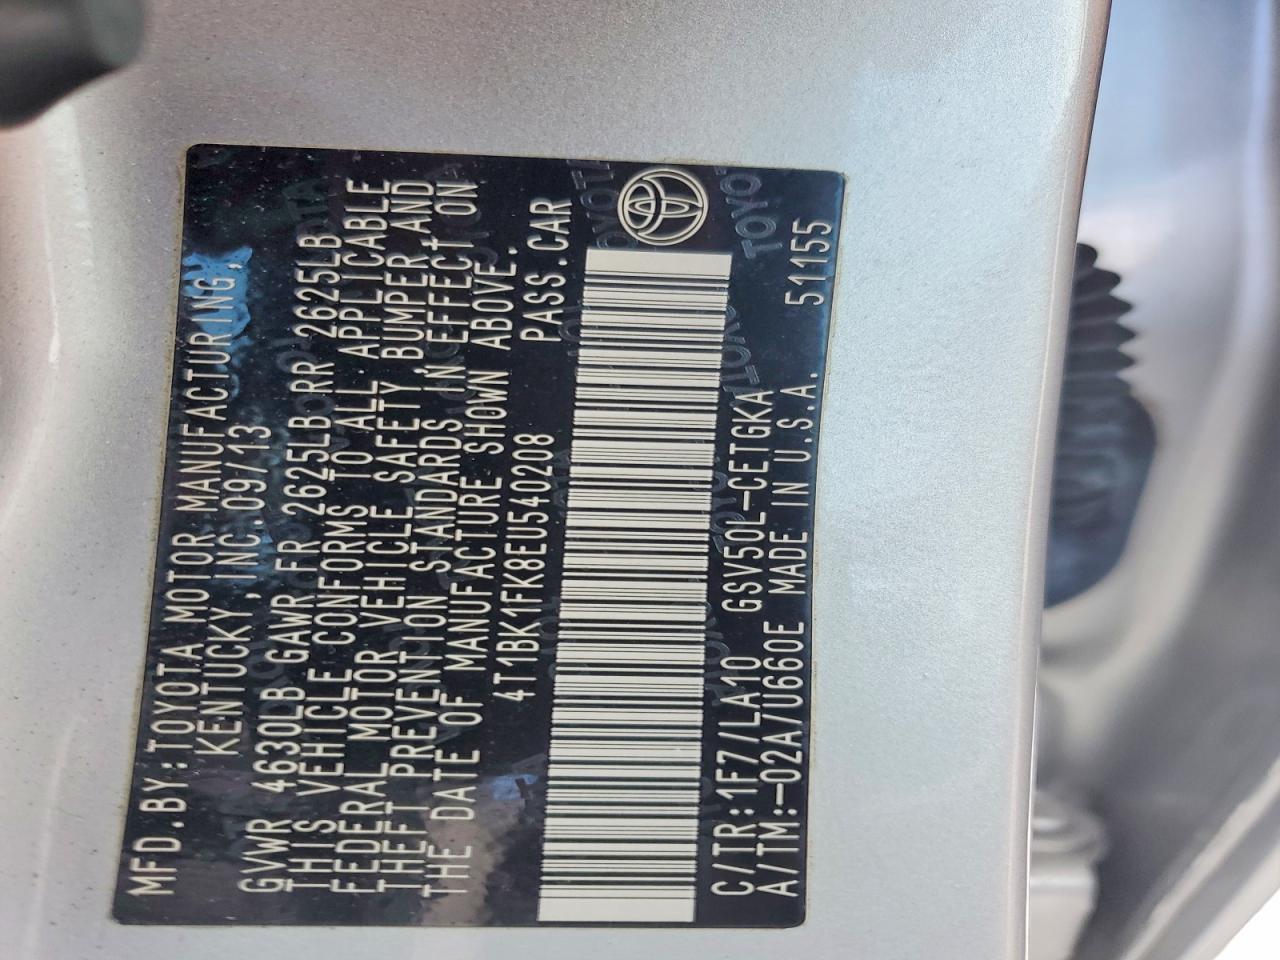 MFD.BY:TOYOTA MOTOR MANUFACTURING,
KENTUCKY,INC.09/13
GVWR 4630LB GAWR FR 2625LB RR 2625LB
THIS VEHICLE CONFORMS TO ALL APPLICABLE
FEDERAL MOTOR VEHICLE SAFETY,BUMPER,AND
THEFT PREVENTION STANDARDS IN EFFECT ON
THE DATE OF MANUFACTURE SHOWN ABOVE.
4T1BK1FK8EU540208 PASS.CAR
C/TR:1F7/LA10 GSV50L-CETGKA
A/TM:-02A/U660E MADE IN U.S.A. 51155